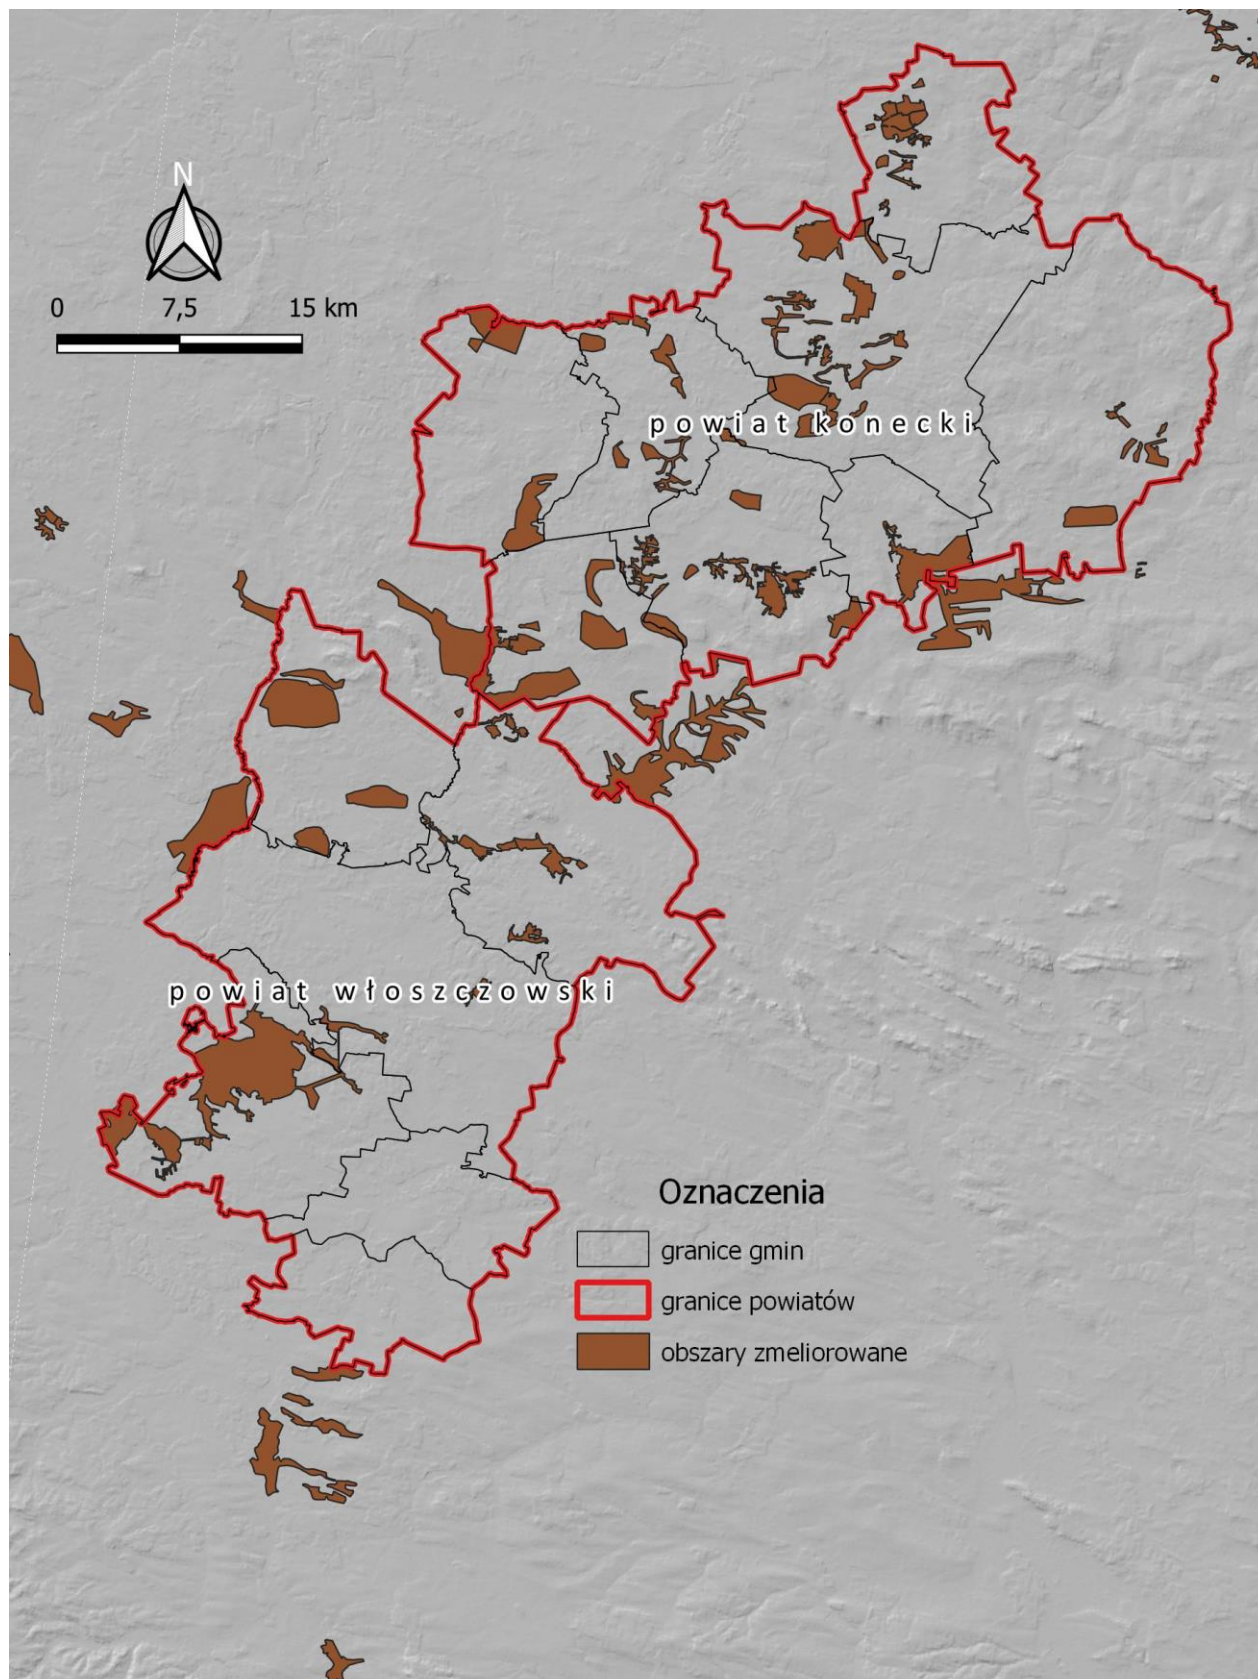 N
0 7,5 15 km
powiat konecki
powiat włoszczowski
Oznaczenia
granice gmin
granice powiatów
obszary zmeliorowane